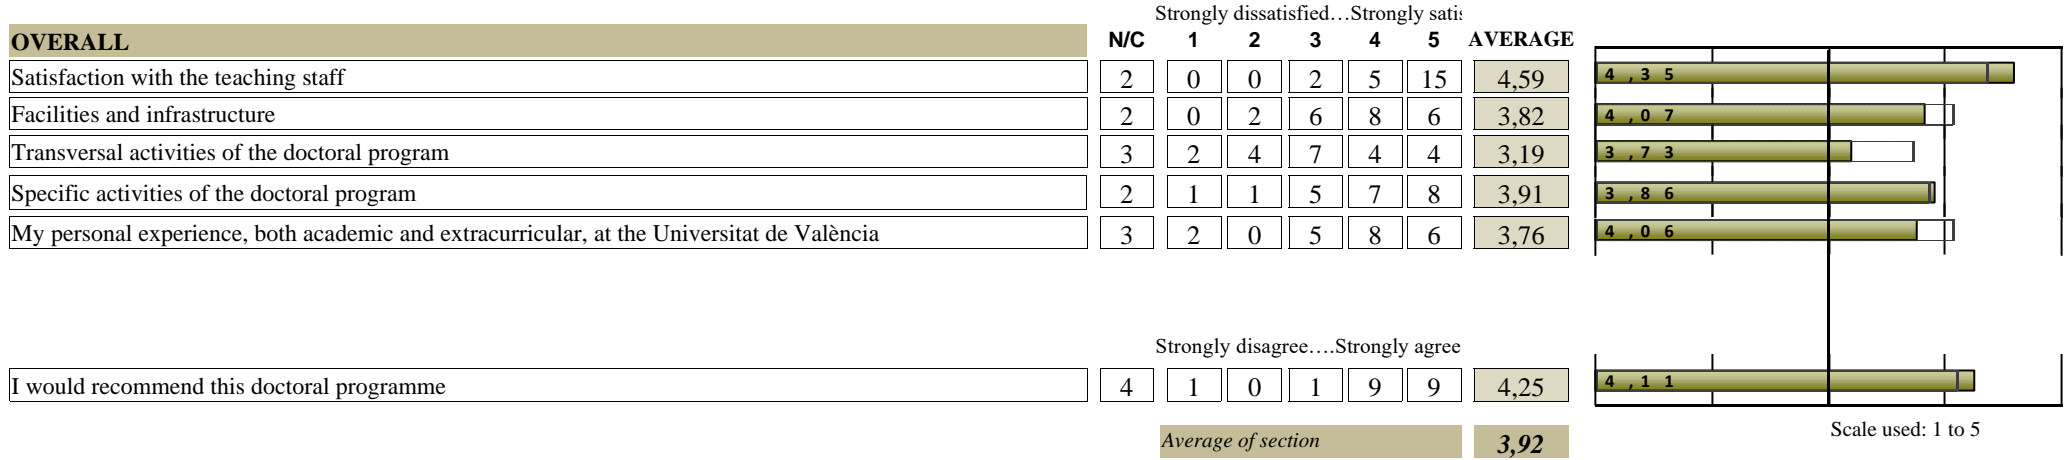 Strongly dissatisfied…Strongly satis
OVERALL N/C 1 2 3 4 5 AVERAGE
Satisfaction with the teaching staff 2 0 0 2 5 15 4,59 4,35
Facilities and infrastructure 2 0 2 6 8 6 3,82 4,07
Transversal activities of the doctoral program 3 2 4 7 4 4 3,19 3,73
Specific activities of the doctoral program 2 1 1 5 7 8 3,91 3,86
My personal experience, both academic and extracurricular, at the Universitat de València 3 2 0 5 8 6 3,76 4,06
Strongly disagree….Strongly agree
I would recommend this doctoral programme 4 1 0 1 9 9 4,25 4,11
Average of section 3,92
Scale used: 1 to 5